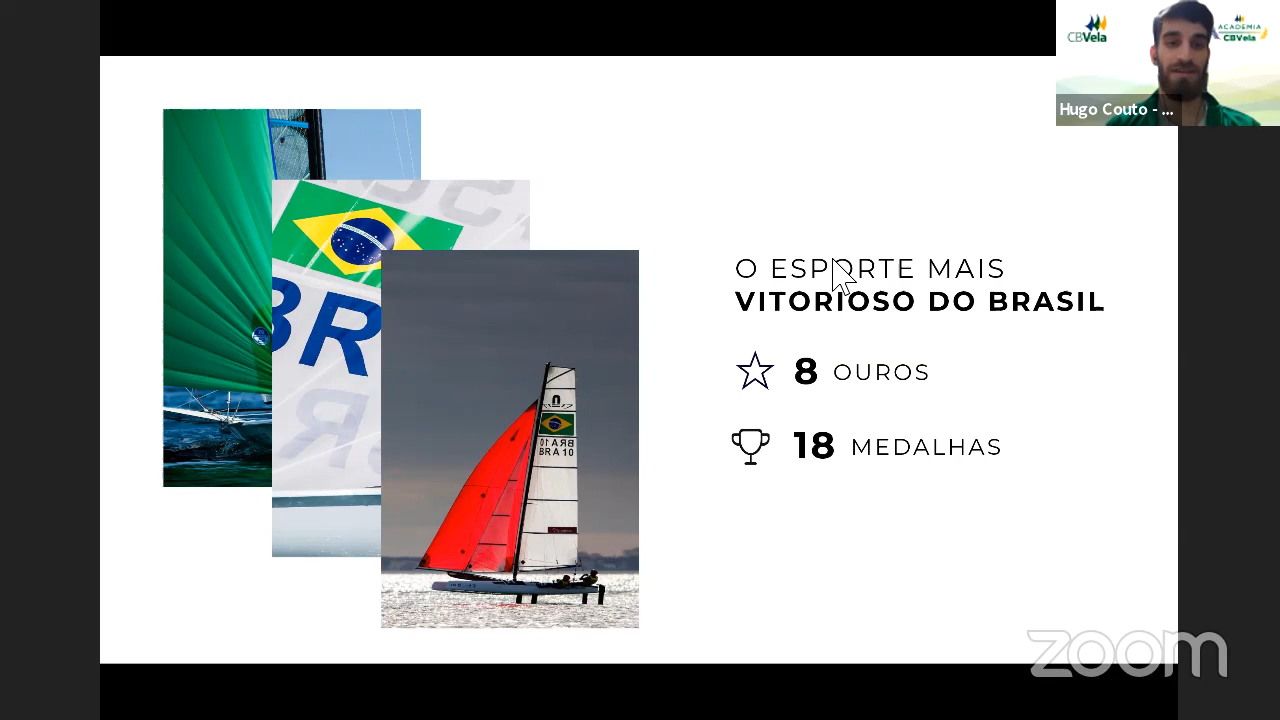 CBVela
ACADEMIA
CBVela
Hugo Couto - ...
O ESPORTE MAIS
VITORIOSO DO BRASIL
8 OUROS
18 MEDALHAS
BR
BRA 10
BRA 10
zoom